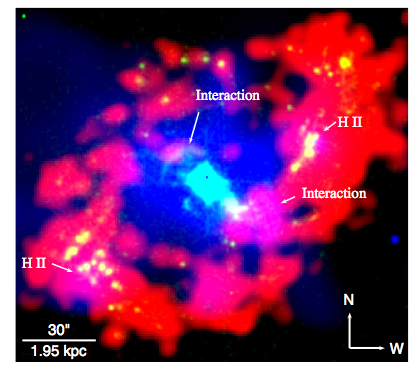 Interaction
H II
Interaction
H II
N
30"
1.95 kpc
W